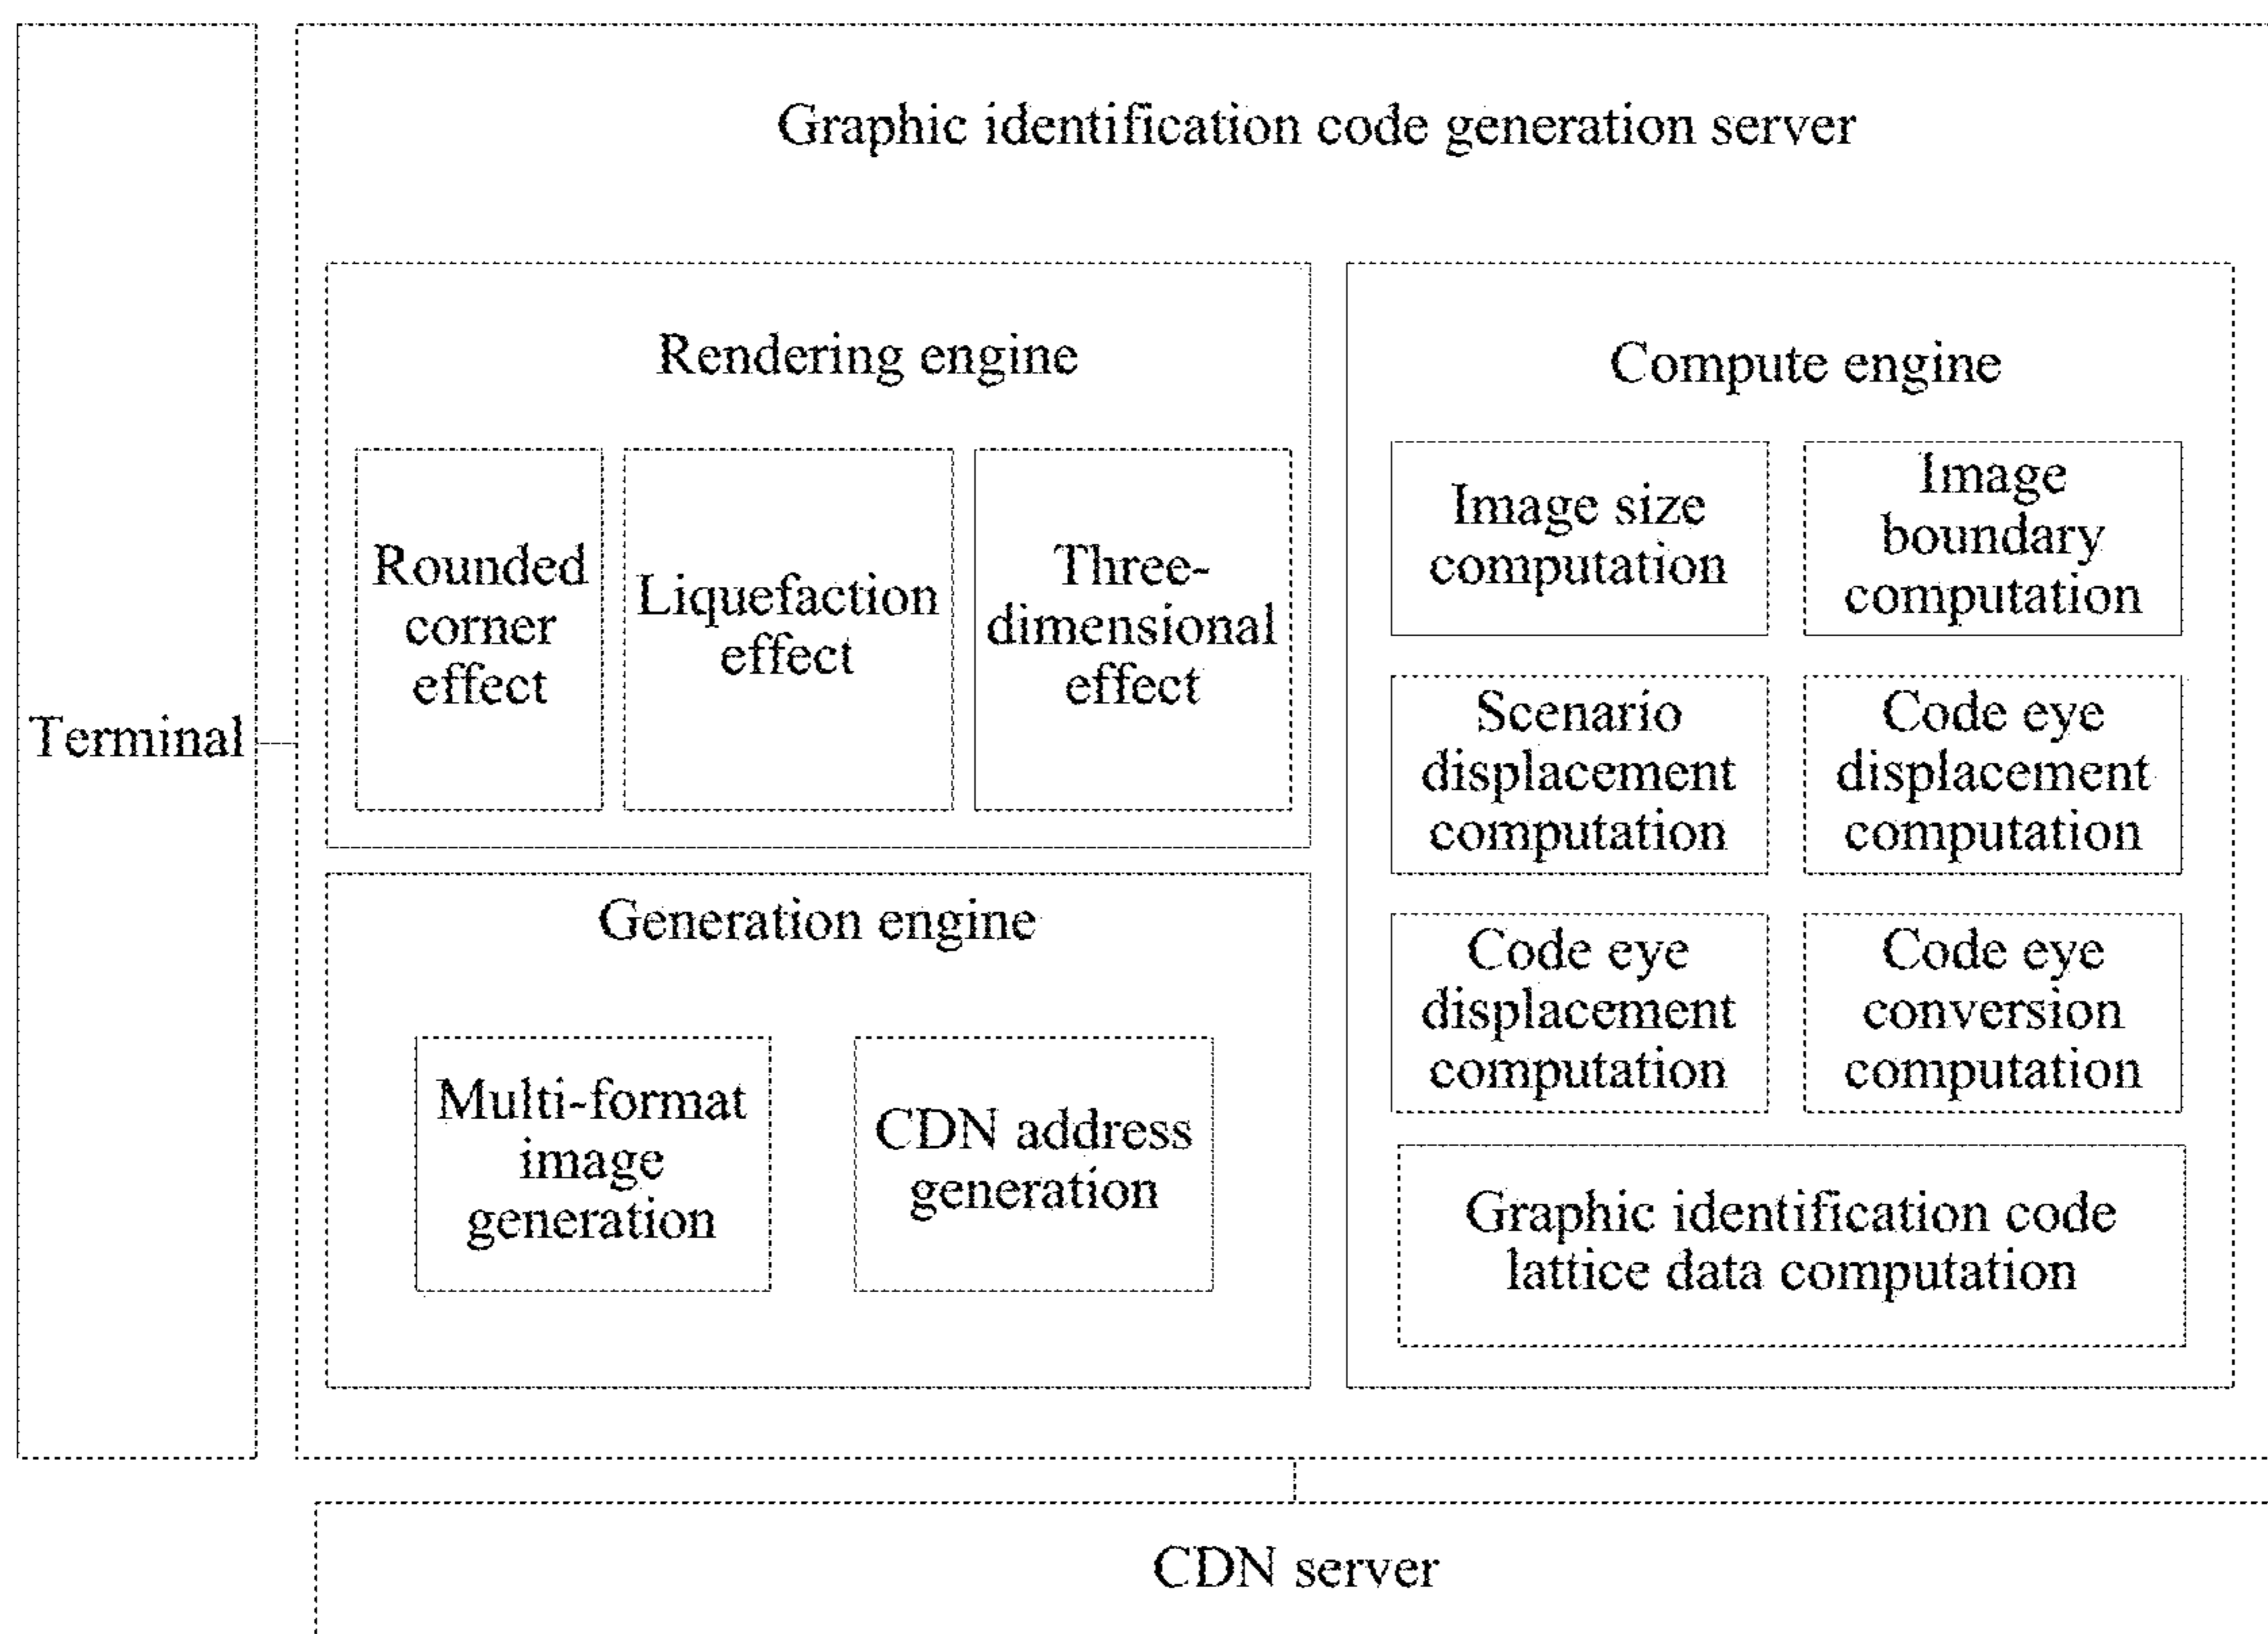 Graphic identification code generation server
Terminal
Rendering engine
Rounded
corner
effect
Liquefaction
effect
Three-
dimensional
effect
Generation engine
Multi-format
image
generation
CDN address
generation
Compute engine
Image size
computation
Image
boundary
computation
Scenario
displacement
computation
Code eye
displacement
computation
Code eye
displacement
computation
Code eye
conversion
computation
Graphic identification code
lattice data computation
CDN server